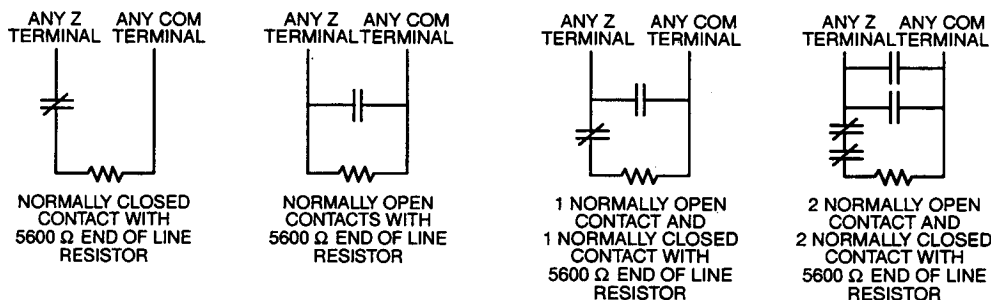 ANY Z TERMINAL
ANY COM TERMINAL
NORMALLY CLOSED
CONTACT WITH
5600 Ω END OF LINE
RESISTOR
ANY Z TERMINAL
ANY COM TERMINAL
NORMALLY OPEN
CONTACTS WITH
5600 Ω END OF LINE
RESISTOR
ANY Z TERMINAL
ANY COM TERMINAL
1 NORMALLY OPEN
CONTACT AND
1 NORMALLY CLOSED
CONTACT WITH
5600 Ω END OF LINE
RESISTOR
ANY Z TERMINAL
ANY COM TERMINAL
2 NORMALLY OPEN
CONTACT AND
2 NORMALLY CLOSED
CONTACT WITH
5600 Ω END OF LINE
RESISTOR